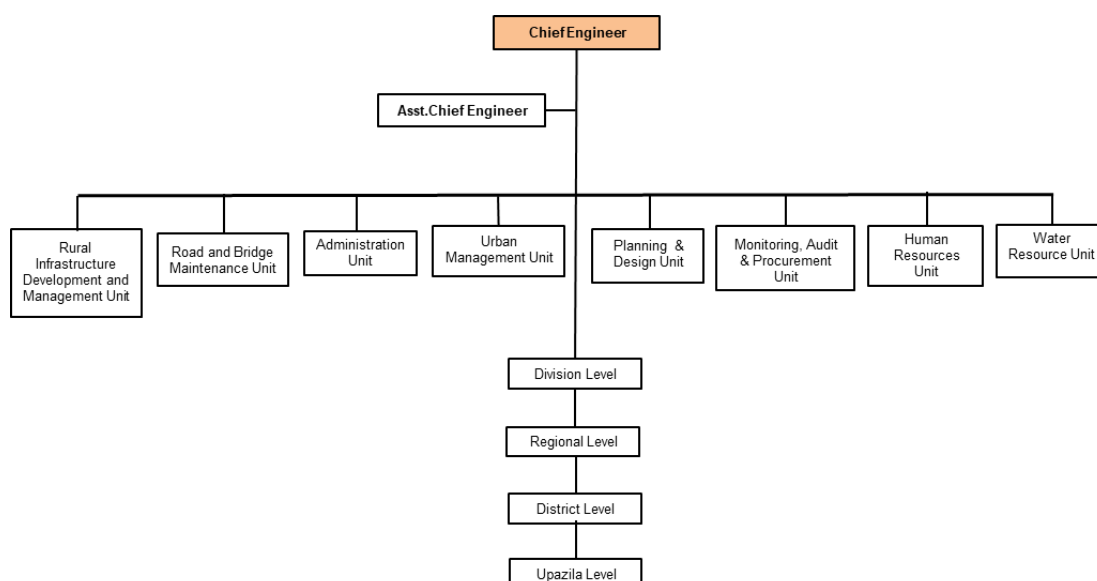 Chief Engineer
Asst.Chief Engineer
Rural
Infrastructure
Development and
Management Unit
Road and Bridge
Maintenance Unit
Administration
Unit
Urban
Management Unit
Planning & 
Design Unit
Monitoring, Audit
& Procurement
Unit
Human
Resources
Unit
Water
Resource Unit
Division Level
Regional Level
District Level
Upazila Level